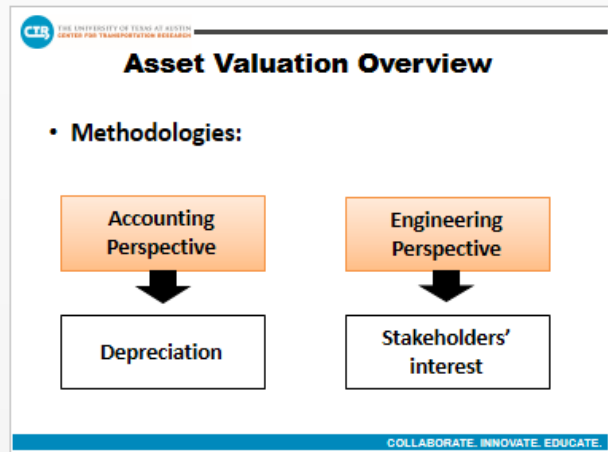 CTR THE UNIVERSITY OF TEXAS AT AUSTIN
CENTER FOR TRANSPORTATION RESEARCH
Asset Valuation Overview
• Methodologies:
Accounting
Perspective
Engineering
Perspective
Depreciation
Stakeholders'
interest
COLLABORATE. INNOVATE. EDUCATE.